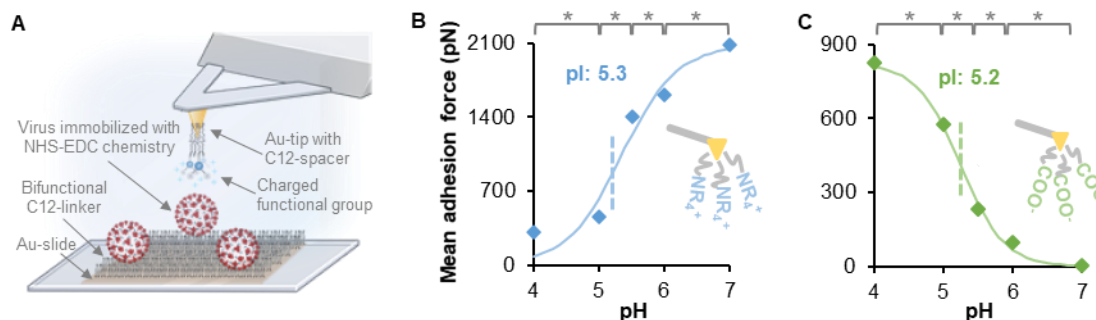 A
Virus immobilized with
NHS-EDC chemistry
Bifunctional
C12-linker
Au-slide
Au-tip with
C12-spacer
Charged
functional group
B
* * * *
Mean adhesion force (pN)
2100
1400
700
0
pI: 5.3
NR₄⁺
NR₄⁺
NR₄⁺
4 5 6 7
pH
C
* * * *
900
600
300
0
pI: 5.2
COO⁻
COO⁻
4 5 6 7
pH